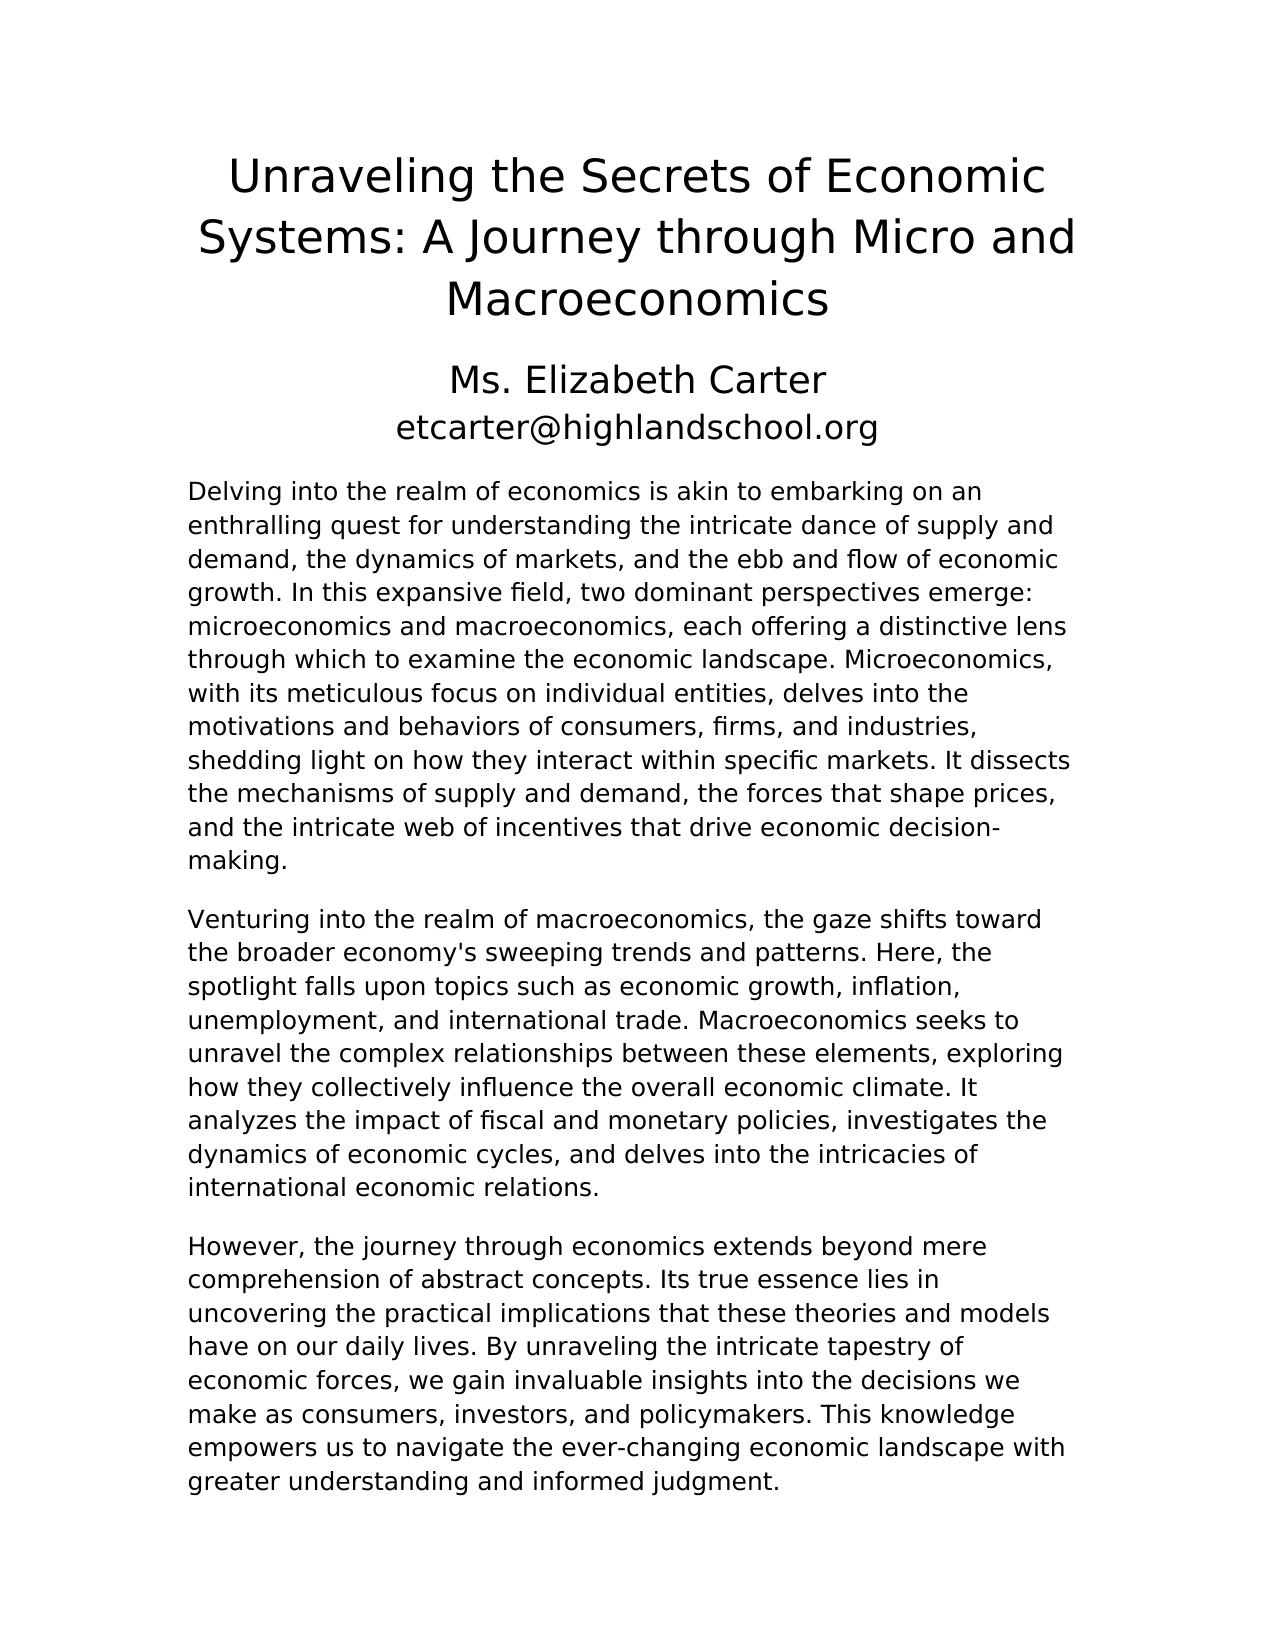 Unraveling the Secrets of Economic
Systems: A Journey through Micro and
Macroeconomics
Ms. Elizabeth Carter
etcarter@highlandschool.org
Delving into the realm of economics is akin to embarking on an
enthralling quest for understanding the intricate dance of supply and
demand, the dynamics of markets, and the ebb and flow of economic
growth. In this expansive field, two dominant perspectives emerge:
microeconomics and macroeconomics, each offering a distinctive lens
through which to examine the economic landscape. Microeconomics,
with its meticulous focus on individual entities, delves into the
motivations and behaviors of consumers, firms, and industries,
shedding light on how they interact within specific markets. It dissects
the mechanisms of supply and demand, the forces that shape prices,
and the intricate web of incentives that drive economic decision-
making.
Venturing into the realm of macroeconomics, the gaze shifts toward
the broader economy's sweeping trends and patterns. Here, the
spotlight falls upon topics such as economic growth, inflation,
unemployment, and international trade. Macroeconomics seeks to
unravel the complex relationships between these elements, exploring
how they collectively influence the overall economic climate. It
analyzes the impact of fiscal and monetary policies, investigates the
dynamics of economic cycles, and delves into the intricacies of
international economic relations.
However, the journey through economics extends beyond mere
comprehension of abstract concepts. Its true essence lies in
uncovering the practical implications that these theories and models
have on our daily lives. By unraveling the intricate tapestry of
economic forces, we gain invaluable insights into the decisions we
make as consumers, investors, and policymakers. This knowledge
empowers us to navigate the ever-changing economic landscape with
greater understanding and informed judgment.